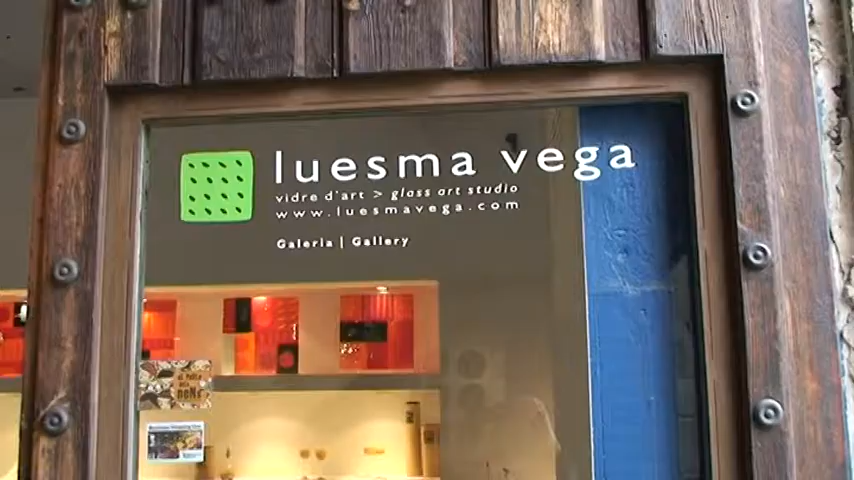 luesma vega
vidre d'art > glass art studio
www.luesmavega.com
Galeria | Gallery